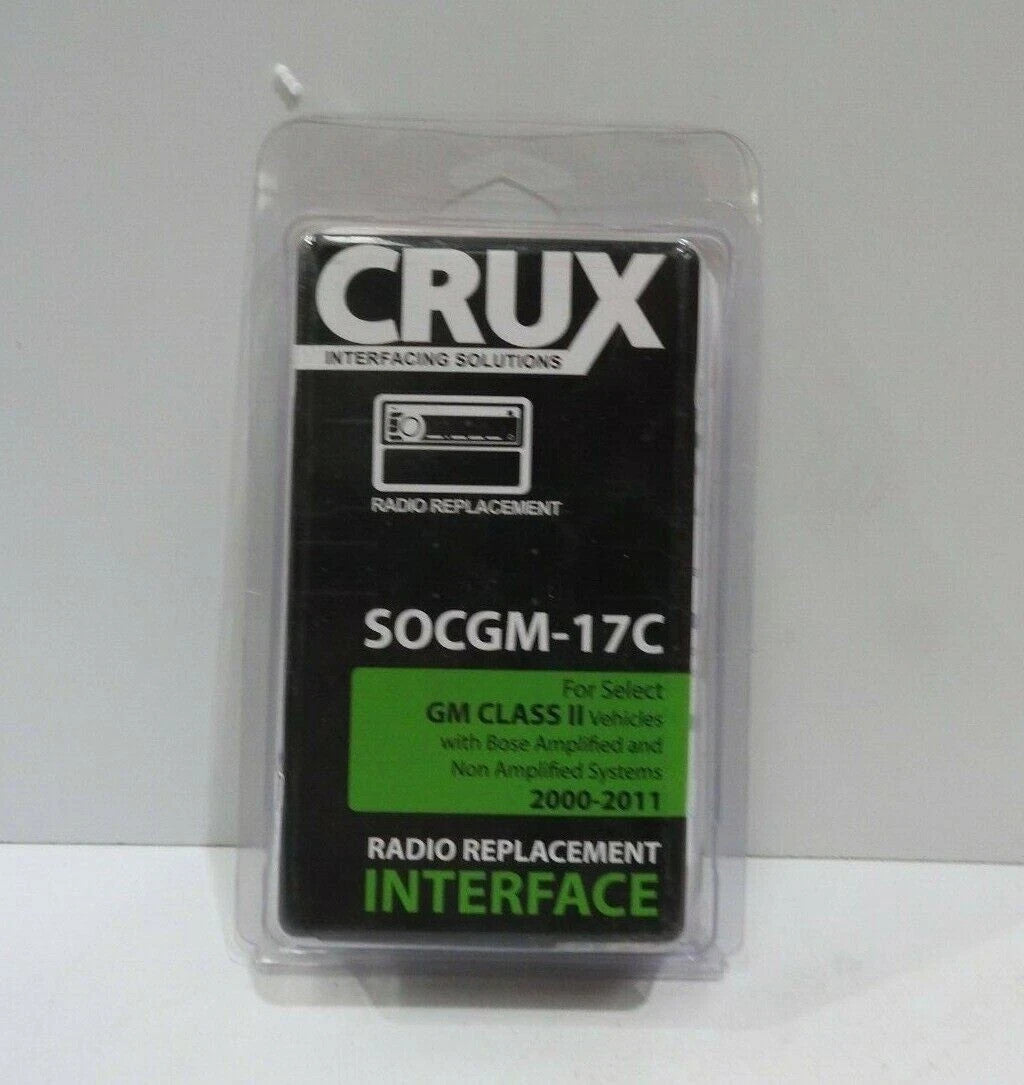 CRUX
INTERFACING SOLUTIONS
RADIO REPLACEMENT
SOCGM-17C
For Select
GM CLASS II Vehicles
with Bose Amplified and
Non Amplified Systems
2000-2011
RADIO REPLACEMENT
INTERFACE